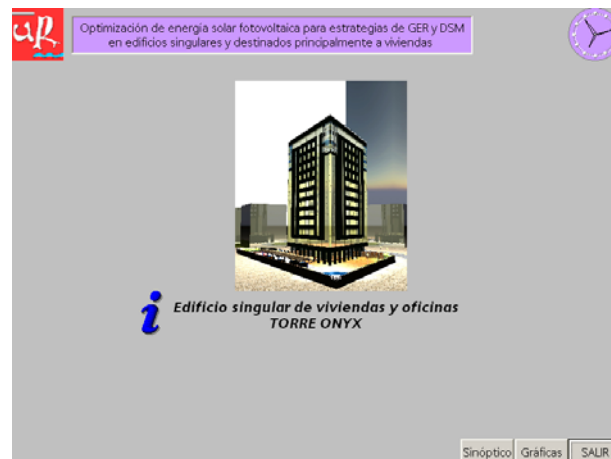 uR
Optimización de energía solar fotovoltaica para estrategias de GER y DSM
en edificios singulares y destinados principalmente a viviendas
i Edificio singular de viviendas y oficinas
TORRE ONYX
Sinóptico Gráficas SALIR